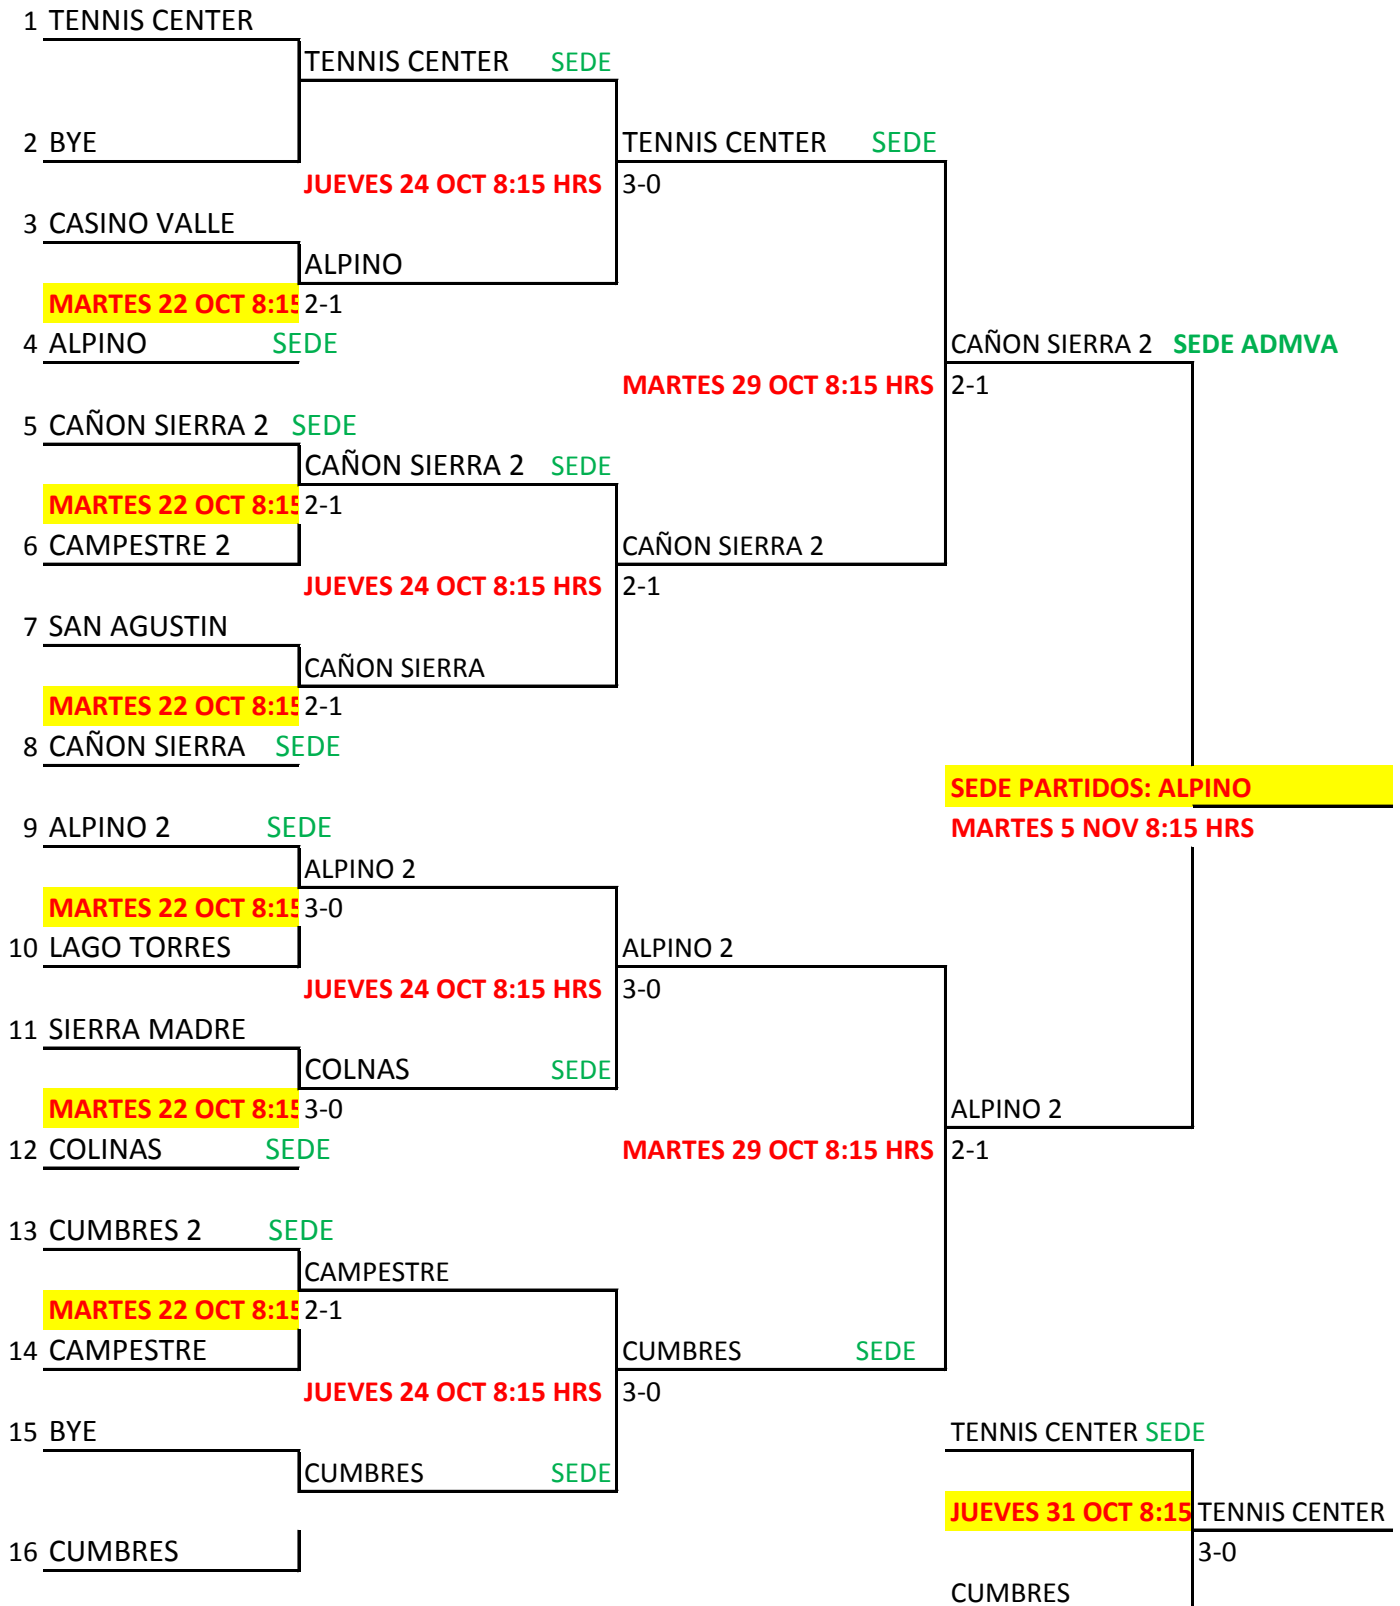 1 TENNIS CENTER
TENNIS CENTER SEDE
2 BYE
TENNIS CENTER SEDE
JUEVES 24 OCT 8:15 HRS 3-0
3 CASINO VALLE
ALPINO
MARTES 22 OCT 8:15 2-1
4 ALPINO SEDE
CAÑON SIERRA 2 SEDE ADMVA
MARTES 29 OCT 8:15 HRS 2-1
5 CAÑON SIERRA 2 SEDE
CAÑON SIERRA 2 SEDE
MARTES 22 OCT 8:15 2-1
6 CAMPESTRE 2
CAÑON SIERRA 2
JUEVES 24 OCT 8:15 HRS 2-1
7 SAN AGUSTIN
CAÑON SIERRA
MARTES 22 OCT 8:15 2-1
8 CAÑON SIERRA SEDE
SEDE PARTIDOS: ALPINO
9 ALPINO 2 SEDE
MARTES 5 NOV 8:15 HRS
ALPINO 2
MARTES 22 OCT 8:15 3-0
10 LAGO TORRES
ALPINO 2
JUEVES 24 OCT 8:15 HRS 3-0
11 SIERRA MADRE
COLNAS SEDE
MARTES 22 OCT 8:15 3-0
ALPINO 2
12 COLINAS SEDE
MARTES 29 OCT 8:15 HRS 2-1
13 CUMBRES 2 SEDE
CAMPESTRE
MARTES 22 OCT 8:15 2-1
14 CAMPESTRE
CUMBRES SEDE
JUEVES 24 OCT 8:15 HRS 3-0
15 BYE
TENNIS CENTER SEDE
CUMBRES SEDE
JUEVES 31 OCT 8:15 TENNIS CENTER
16 CUMBRES
3-0
CUMBRES